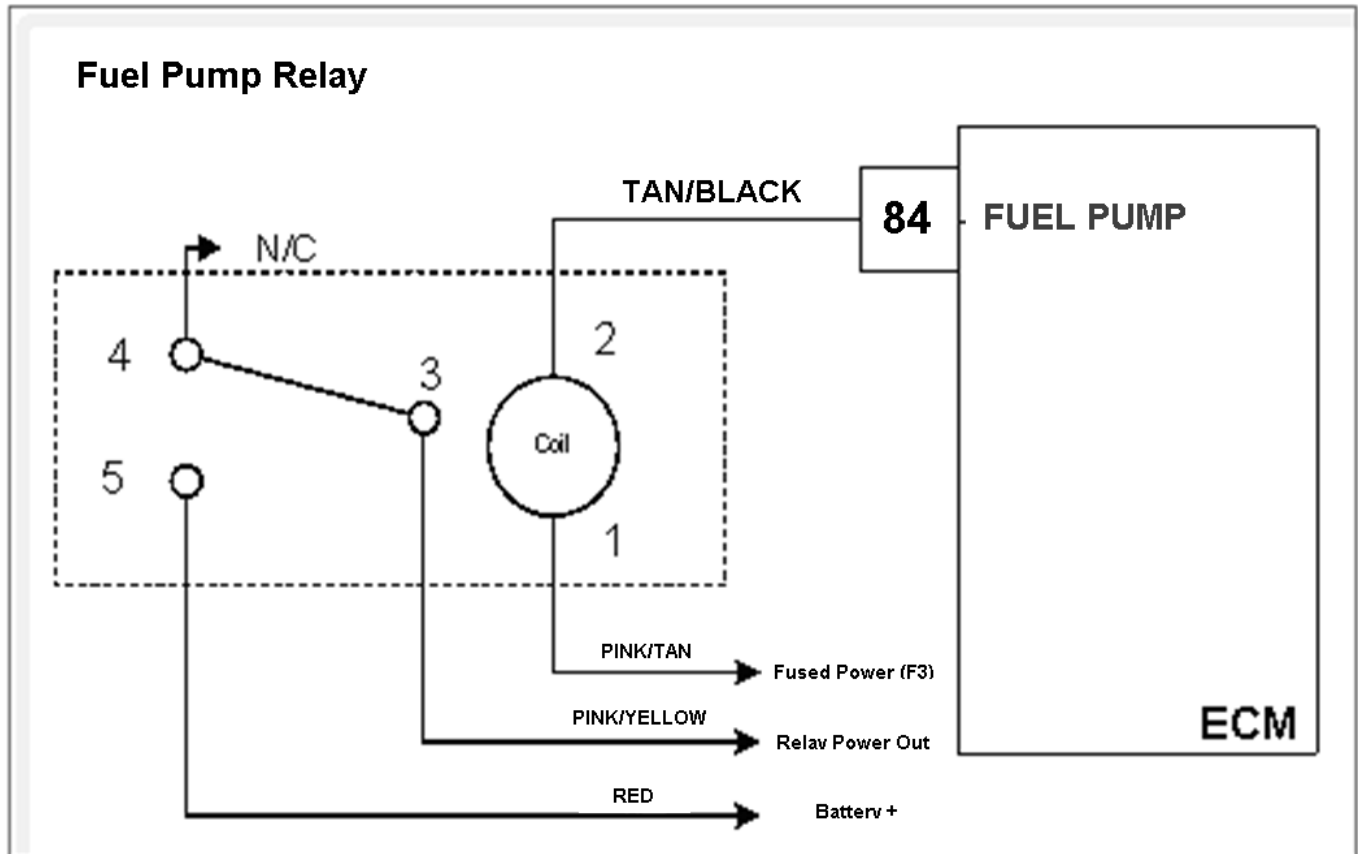 Fuel Pump Relay
TAN/BLACK
84
FUEL PUMP
N/C
4
3
2
5
Coil
1
PINK/TAN
Fused Power (F3)
PINK/YELLOW
Relav Power Out
ECM
RED
Batterv +